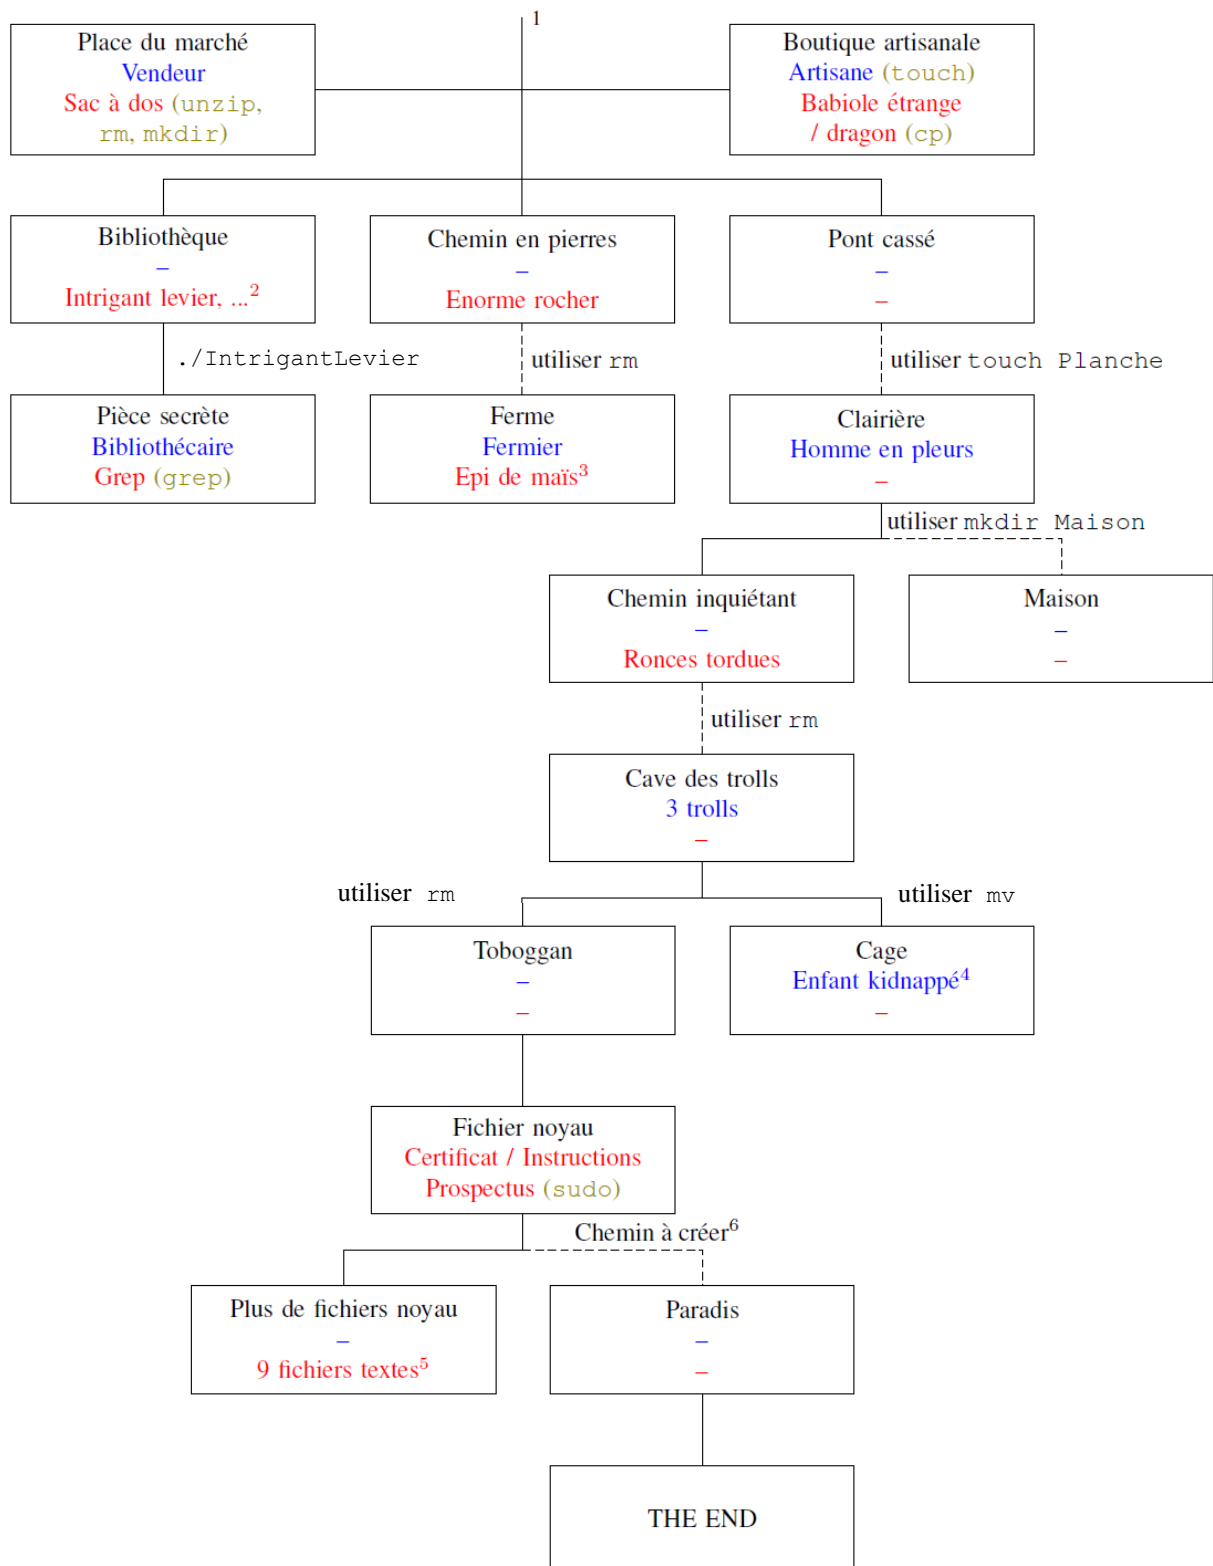 1
Place du marché
Vendeur
Sac à dos (unzip,
rm, mkdir)
Boutique artisanale
Artisane (touch)
Babiole étrange
/ dragon (cp)
Bibliothèque
–
Intrigant levier, ...2
Chemin en pierres
–
Enorme rocher
Pont cassé
–
–
./IntrigantLevier
utiliser rm
utiliser touch Planche
Pièce secrète
Bibliothécaire
Grep (grep)
Ferme
Fermier
Epi de maïs3
Clairière
Homme en pleurs
–
utiliser mkdir Maison
Chemin inquiétant
–
Ronces tordues
Maison
–
–
utiliser rm
Cave des trolls
3 trolls
–
utiliser rm
utiliser mv
Toboggan
–
–
Cage
Enfant kidnappé4
–
Fichier noyau
Certificat / Instructions
Prospectus (sudo)
Chemin à créer6
Plus de fichiers noyau
–
9 fichiers textes5
Paradis
–
–
THE END